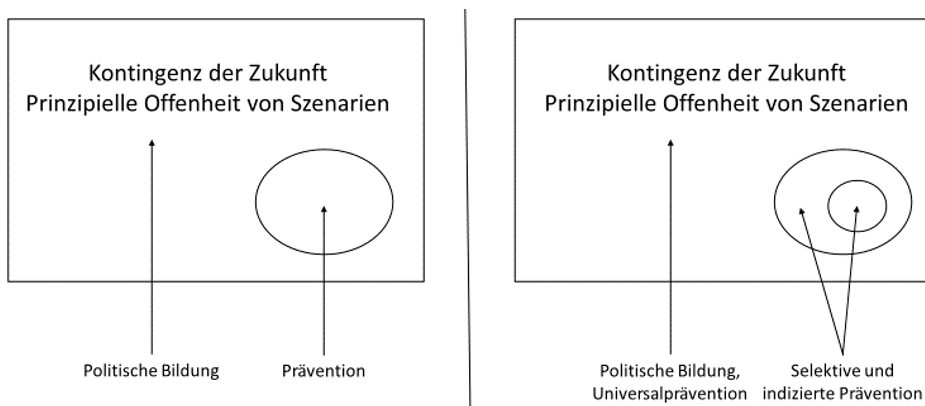 Kontingenz der Zukunft
Prinzipielle Offenheit von Szenarien
Politische Bildung
Prävention
Kontingenz der Zukunft
Prinzipielle Offenheit von Szenarien
Politische Bildung,
Universalprävention
Selektive und
indizierte Prävention